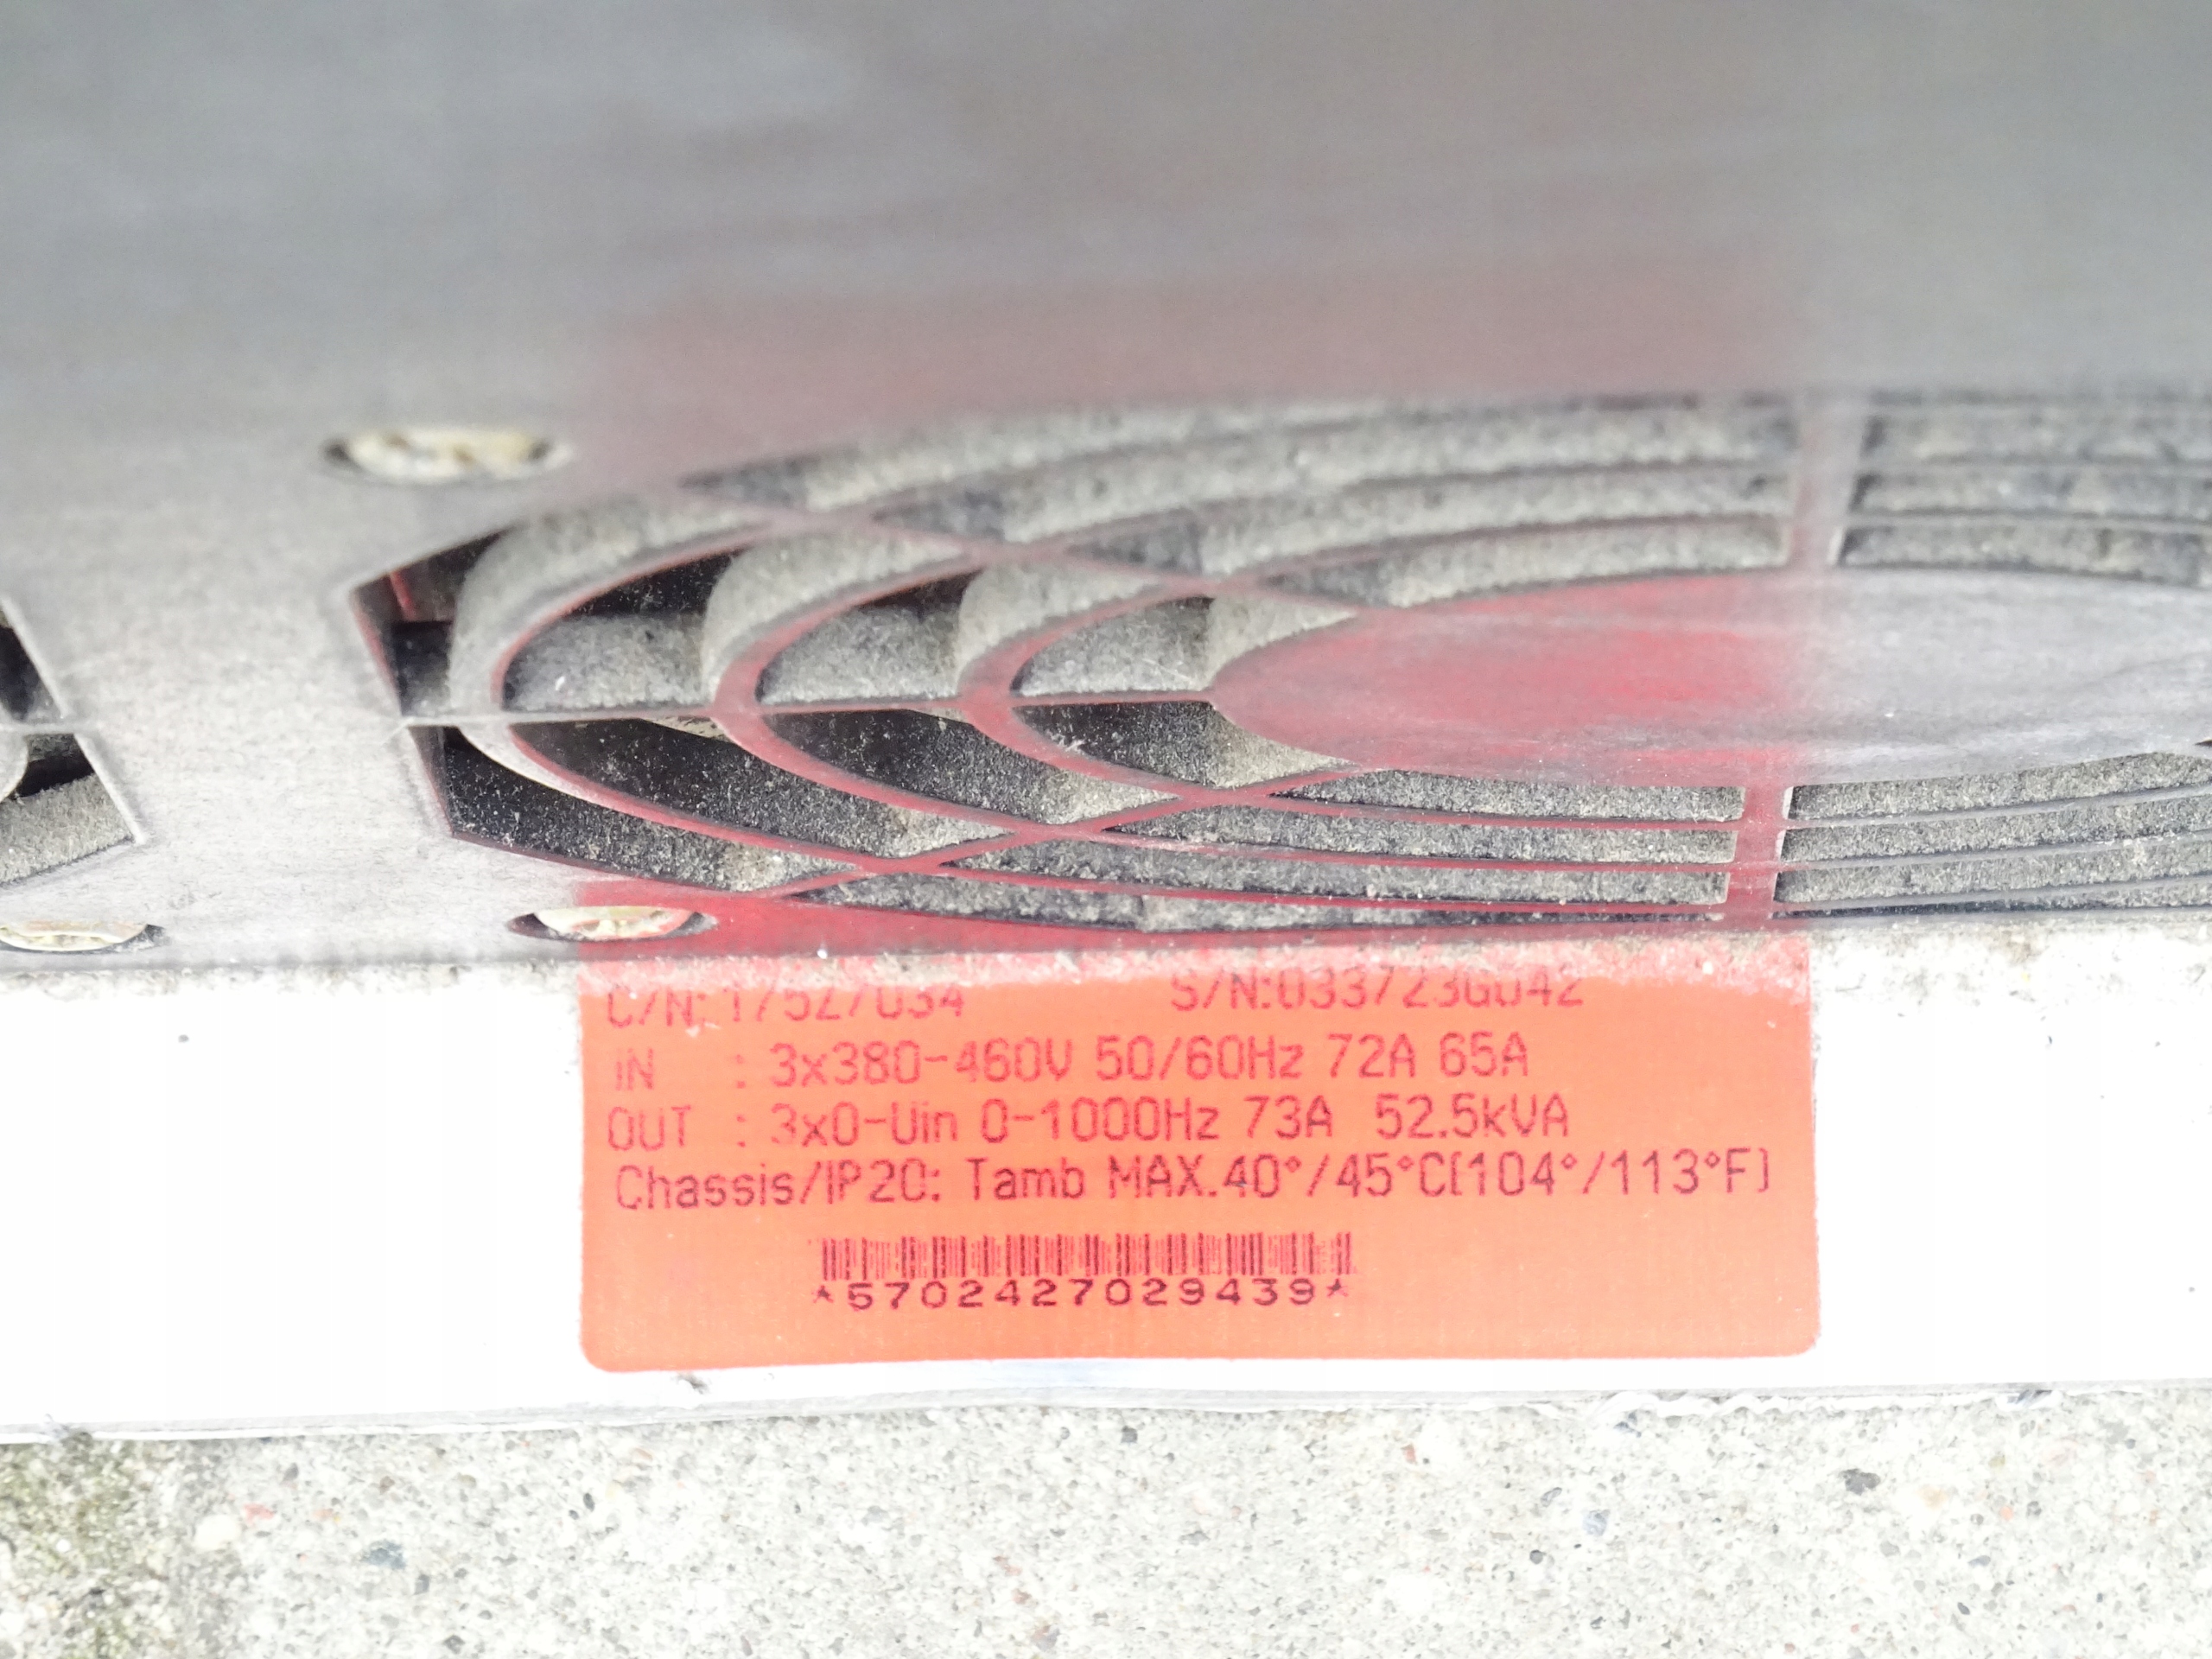 C/N: 175Z7034 S/N:033723G042
IN : 3x380-460V 50/60Hz 72A 65A
OUT : 3x0-Uin 0-1000Hz 73A 52.5kVA
Chassis/IP20: Tamb MAX.40°/45°C(104°/113°F)
*5702427029439*